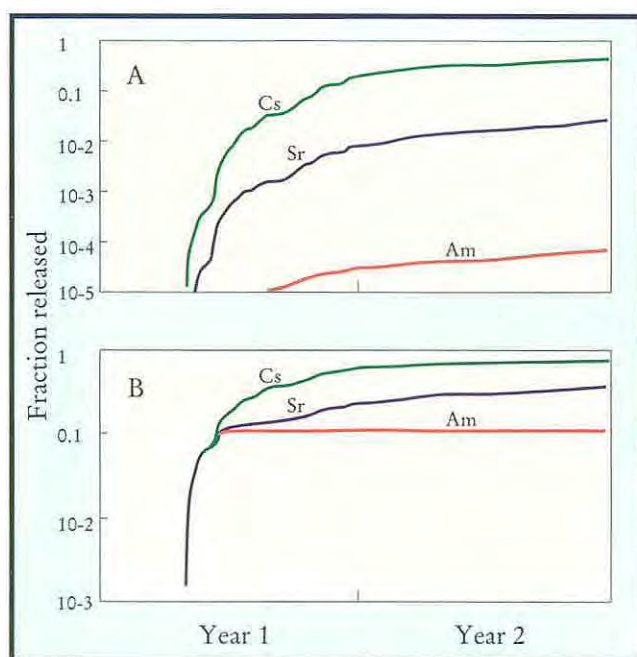 Fraction released
A
1
0.1
10-2
10-3
10-4
10-5
Cs
Sr
Am
B
1
0.1
10-2
10-3
Cs
Sr
Am
Year 1
Year 2